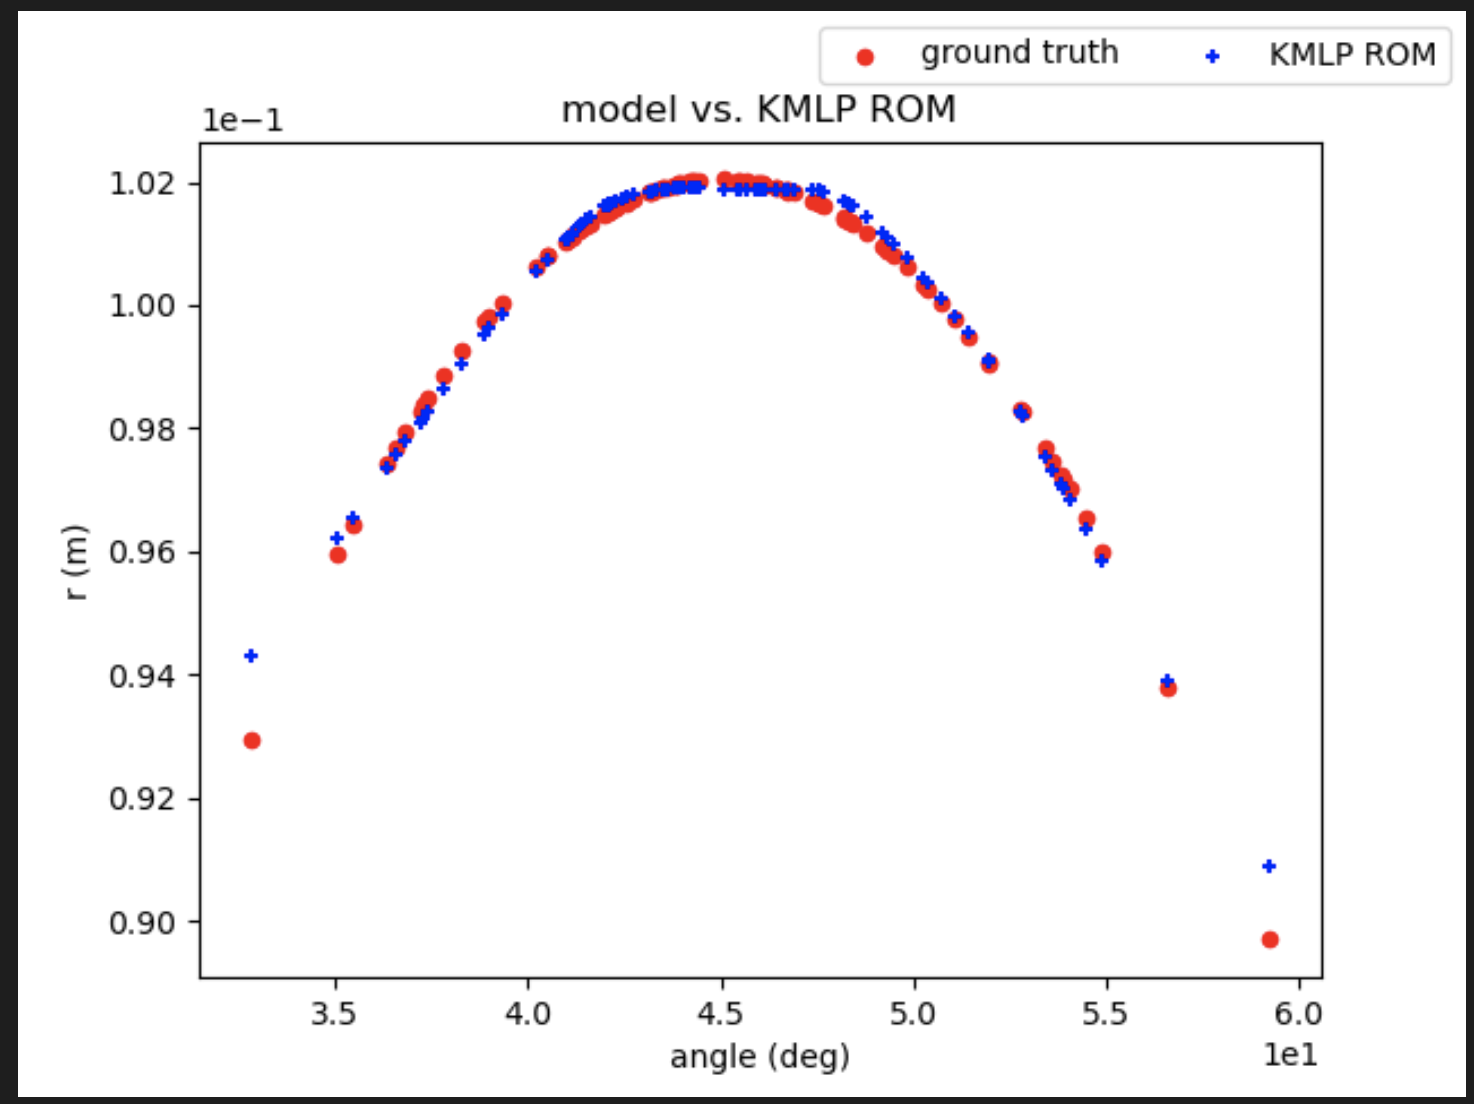 ground truth KMLP ROM
model vs. KMLP ROM
1e−1
1.02
1.00
0.98
0.96
0.94
0.92
0.90
r (m)
3.5 4.0 4.5 5.0 5.5 6.0
angle (deg)
1e1